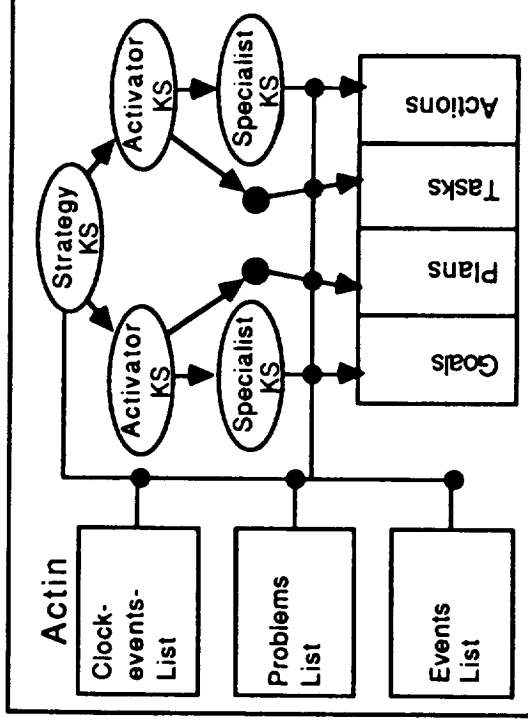 Actin
Clock-
events-
List
Problems
List
Events
List
Strategy
KS
Activator
KS
Activator
KS
Specialist
KS
Specialist
KS
Goals
Plans
Tasks
Actions